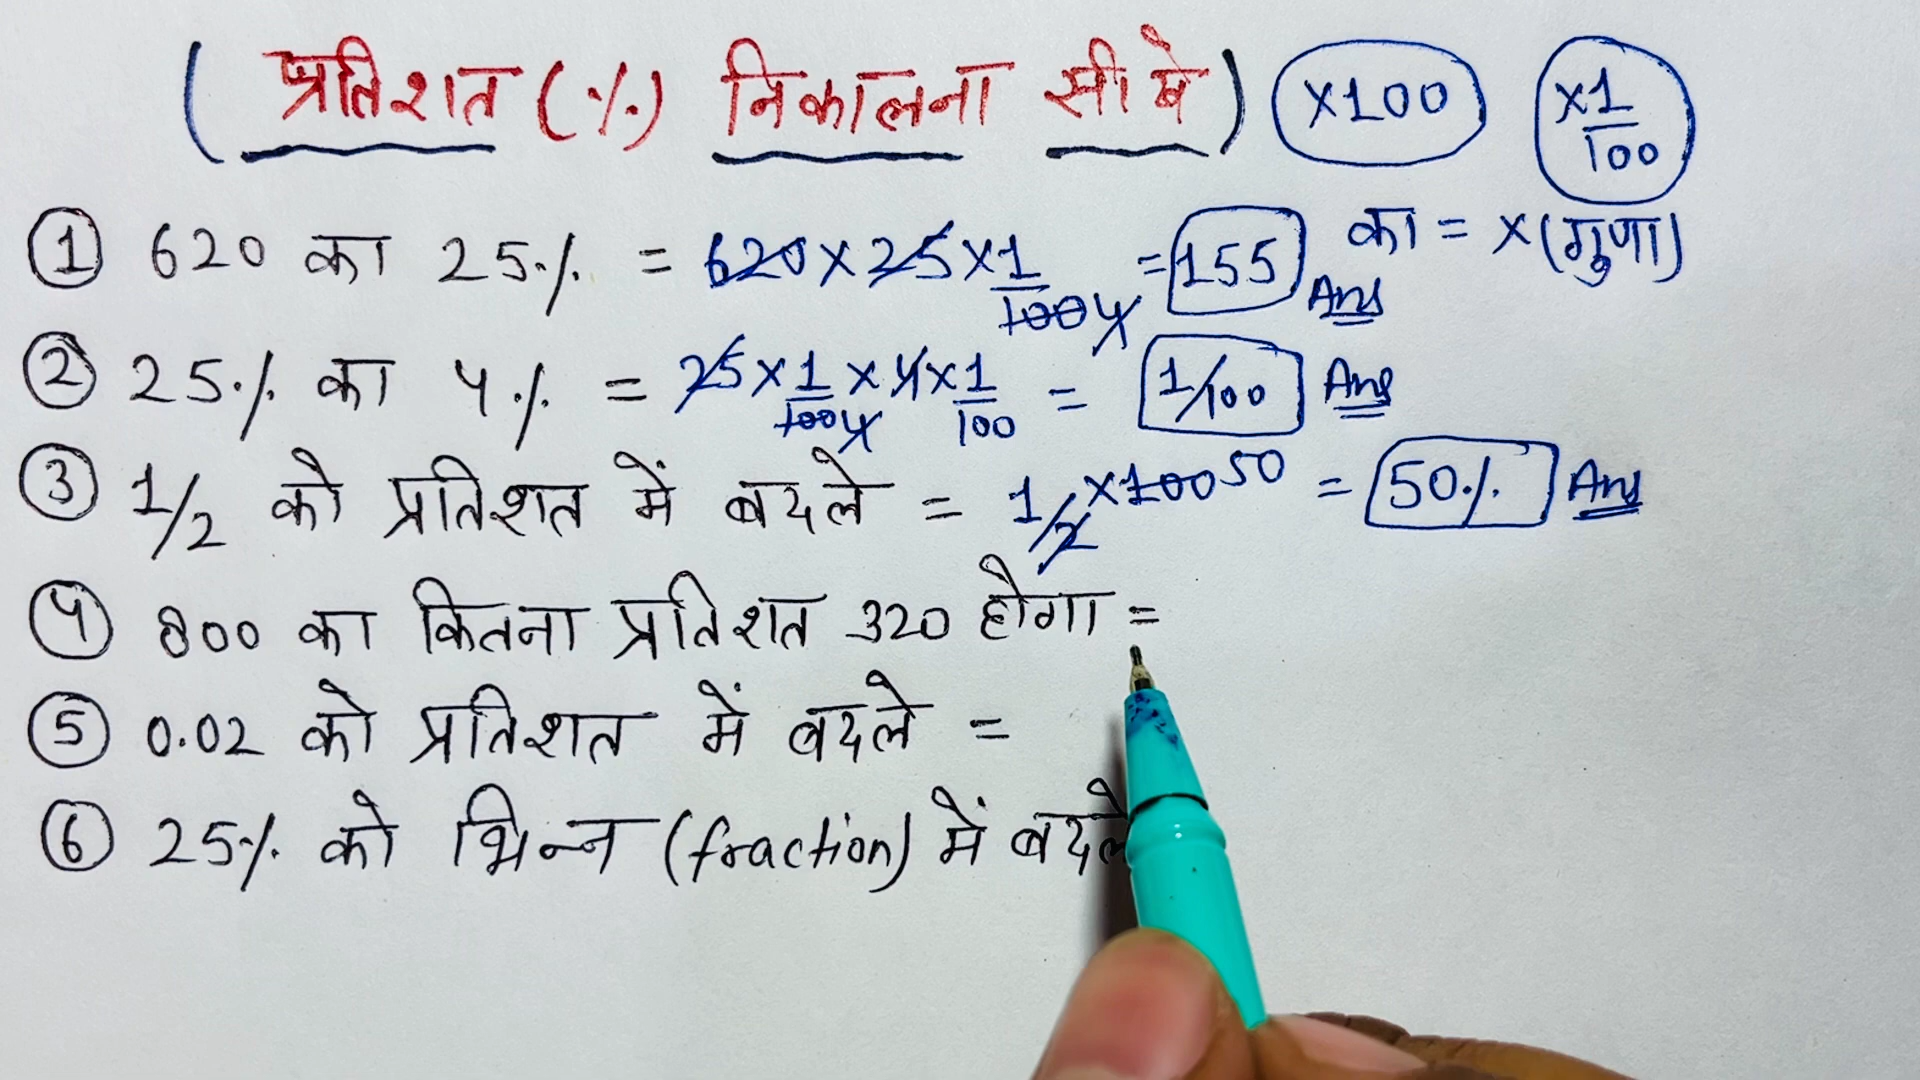 ( प्रतिशत (%) निकालना सीखे ) ×100 ×1/100
① 620 का 25% = 620×25×1/100 4 = 155 Ans का = ×(गुणा)
② 25% का 4% = 25×1/100 4×4×1/100 = 1/100 Ans
③ 1/2 को प्रतिशत में बदले = 1/2×100 50 = 50% Ans
④ 800 का कितना प्रतिशत 320 होगा =
⑤ 0.02 को प्रतिशत में बदले =
⑥ 25% को भिन्न (fraction) में बदले